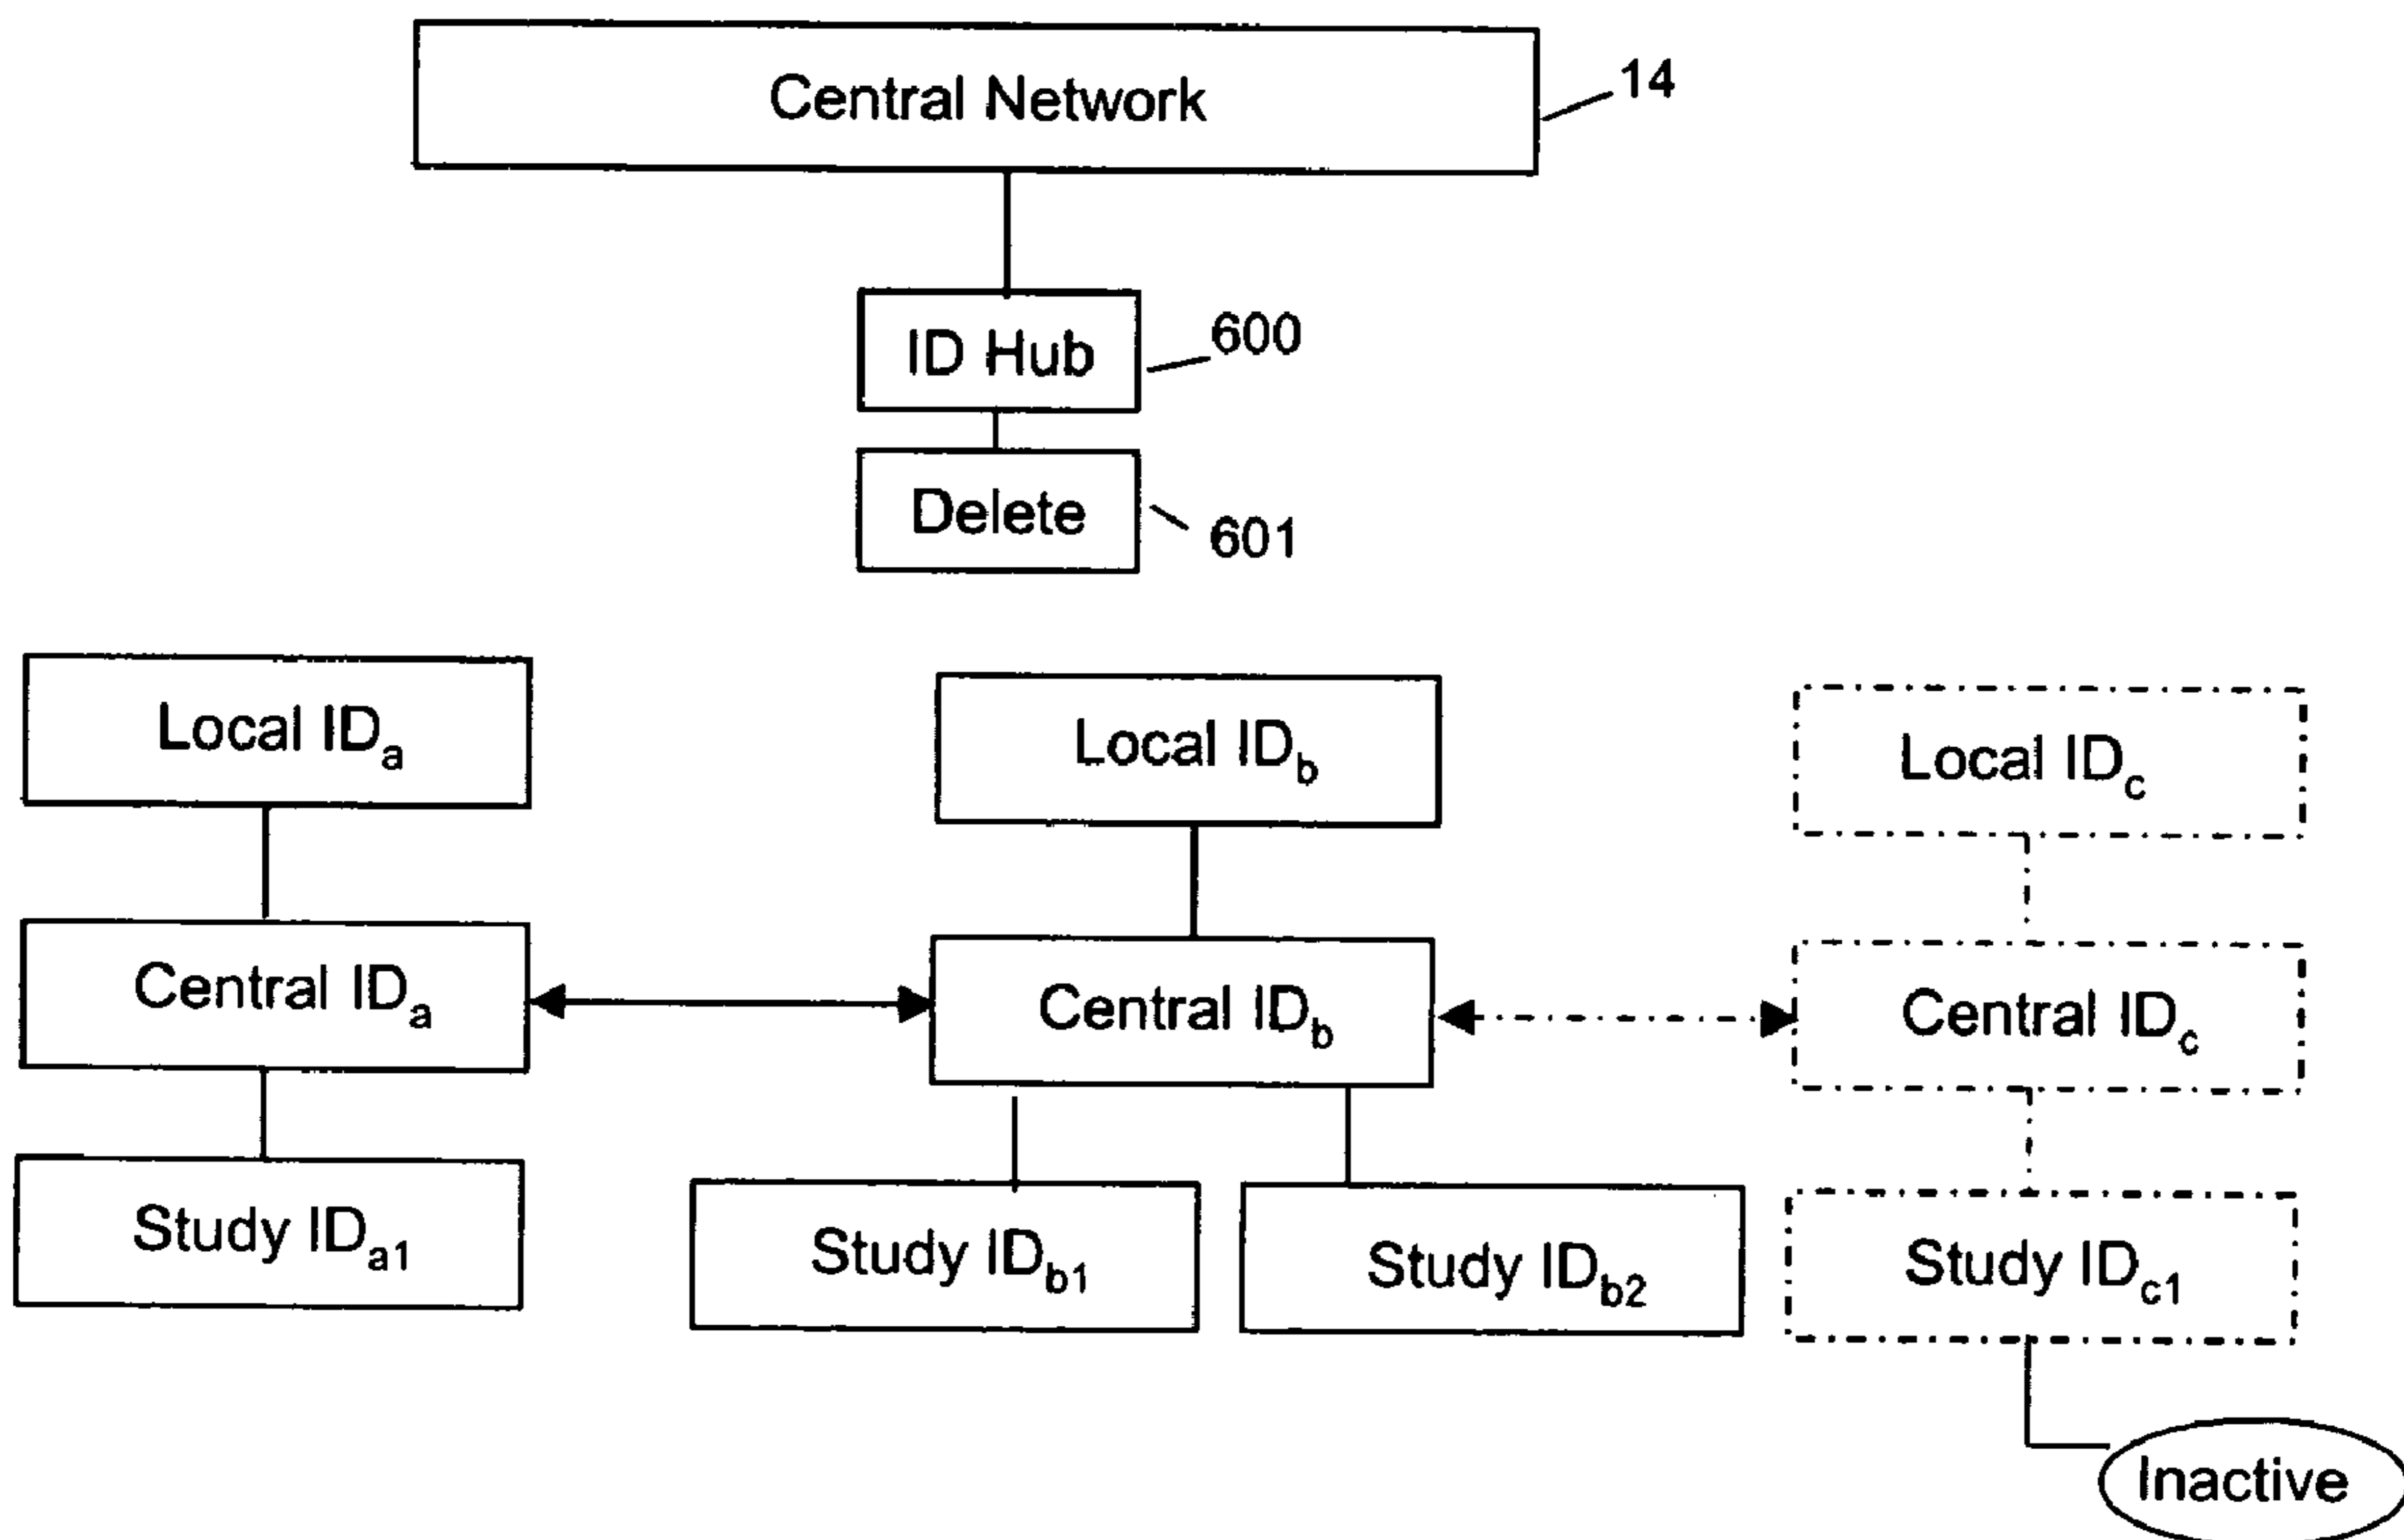 Central Network
14
ID Hub
600
Delete
601
Local IDa
Local IDb
Local IDc
Central IDa
Central IDb
Central IDc
Study IDa1
Study IDb1
Study IDb2
Study IDc1
Inactive